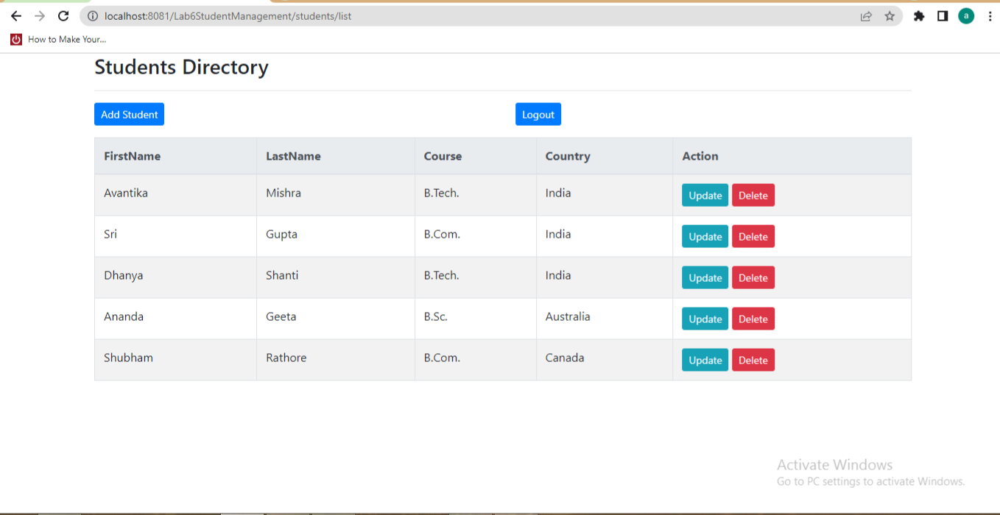 localhost:8081/Lab6StudentManagement/students/list
a
How to Make Your...
Students Directory
Add Student Logout
FirstName LastName Course Country Action
Avantika Mishra B.Tech. India Update Delete
Sri Gupta B.Com. India Update Delete
Dhanya Shanti B.Tech. India Update Delete
Ananda Geeta B.Sc. Australia Update Delete
Shubham Rathore B.Com. Canada Update Delete
Activate Windows
Go to PC settings to activate Windows.